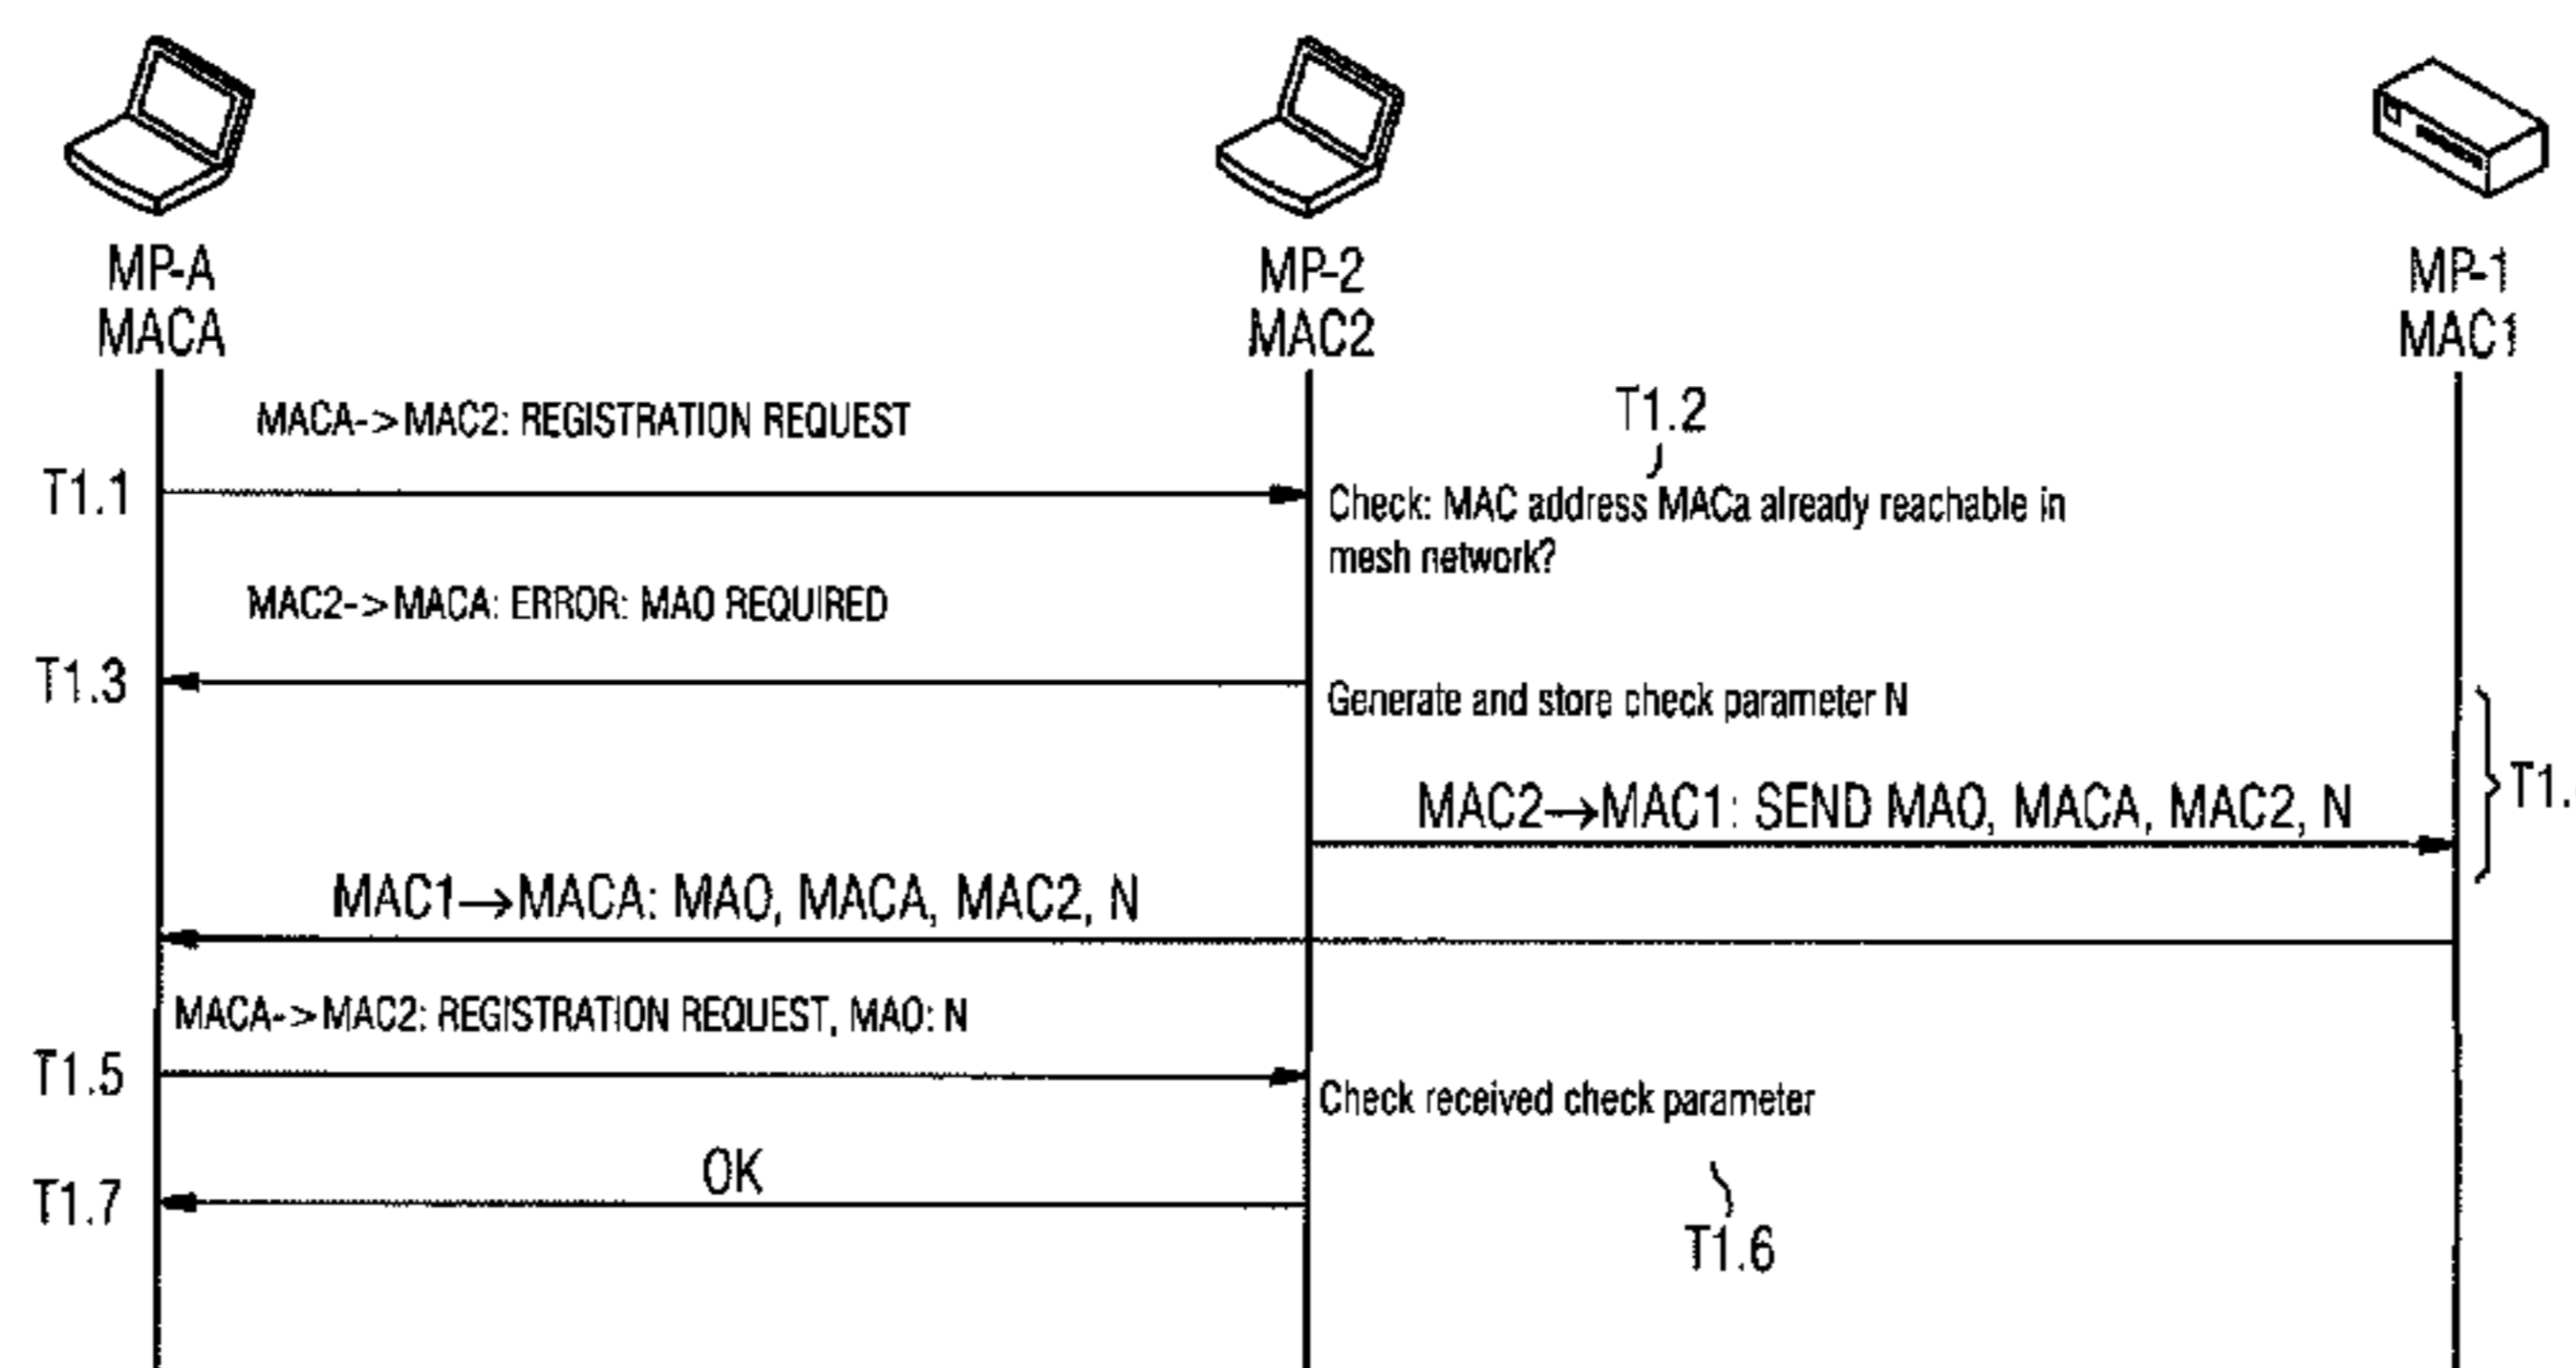 MP-A
MACA
MP-2
MAC2
MP-1
MAC1
MACA->MAC2: REGISTRATION REQUEST
T1.1
T1.2
Check: MAC address MACa already reachable in
mesh network?
MAC2->MACA: ERROR: MAO REQUIRED
T1.3
Generate and store check parameter N
MAC2→MAC1: SEND MAO, MACA, MAC2, N
T1.
MAC1→MACA: MAO, MACA, MAC2, N
MACA->MAC2: REGISTRATION REQUEST, MAO: N
T1.5
Check received check parameter
OK
T1.7
T1.6